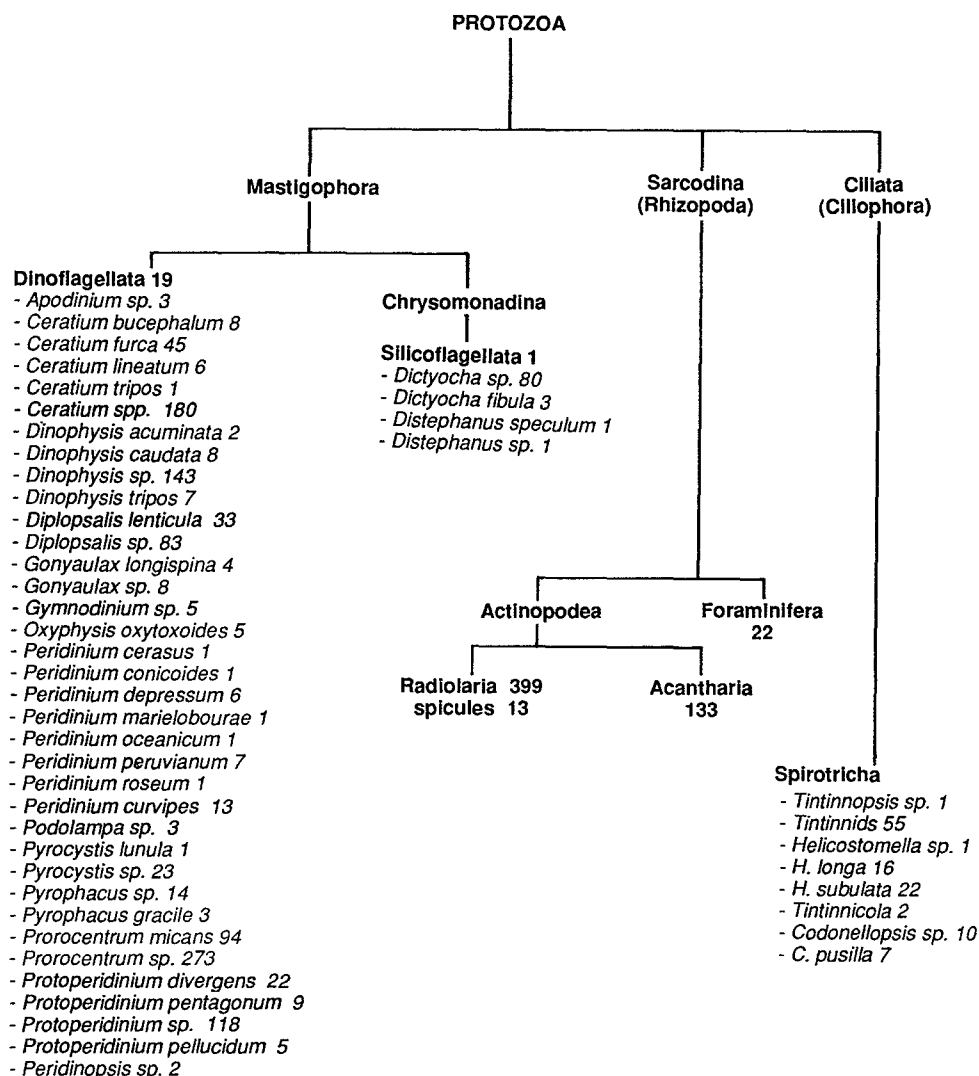 PROTOZOA
Mastigophora
Sarcodina
(Rhizopoda)
Ciliata
(Ciliophora)
Dinoflagellata 19
- Apodinium sp. 3
- Ceratium bucephalum 8
- Ceratium furca 45
- Ceratium lineatum 6
- Ceratium tripos 1
- Ceratium spp. 180
- Dinophysis acuminata 2
- Dinophysis caudata 8
- Dinophysis sp. 143
- Dinophysis tripos 7
- Diplopsalis lenticula 33
- Diplopsalis sp. 83
- Gonyaulax longispina 4
- Gonyaulax sp. 8
- Gymnodinium sp. 5
- Oxyphysis oxytoxoides 5
- Peridinium cerasus 1
- Peridinium conicoides 1
- Peridinium depressum 6
- Peridinium marielobourae 1
- Peridinium oceanicum 1
- Peridinium peruvianum 7
- Peridinium roseum 1
- Peridinium curvipes 13
- Podolampa sp. 3
- Pyrocystis lunula 1
- Pyrocystis sp. 23
- Pyrophacus sp. 14
- Pyrophacus gracile 3
- Prorocentrum micans 94
- Prorocentrum sp. 273
- Protoperidinium divergens 22
- Protoperidinium pentagonum 9
- Protoperidinium sp. 118
- Protoperidinium pellucidum 5
- Peridinopsis sp. 2
Chrysomonadina
Silicoflagellata 1
- Dictyocha sp. 80
- Dictyocha fibula 3
- Distephanus speculum 1
- Distephanus sp. 1
Actinopodea
Foraminifera
22
Radiolaria 399
spicules 13
Acantharia
133
Spirotricha
- Tintinnopsis sp. 1
- Tintinnids 55
- Helicostomella sp. 1
- H. longa 16
- H. subulata 22
- Tintinnicola 2
- Codonellopsis sp. 10
- C. pusilla 7